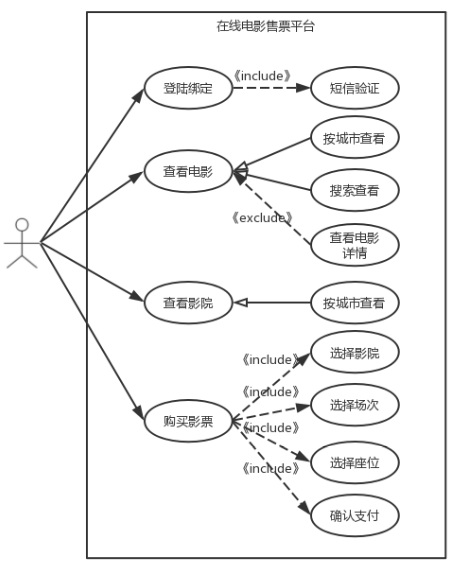 在线电影售票平台
登陆绑定
《include》
短信验证
按城市查看
查看电影
搜索查看
《exclude》
查看电影
详情
查看影院
按城市查看
《include》
选择影院
《include》
选择场次
购买影票
《include》
选择座位
《include》
确认支付